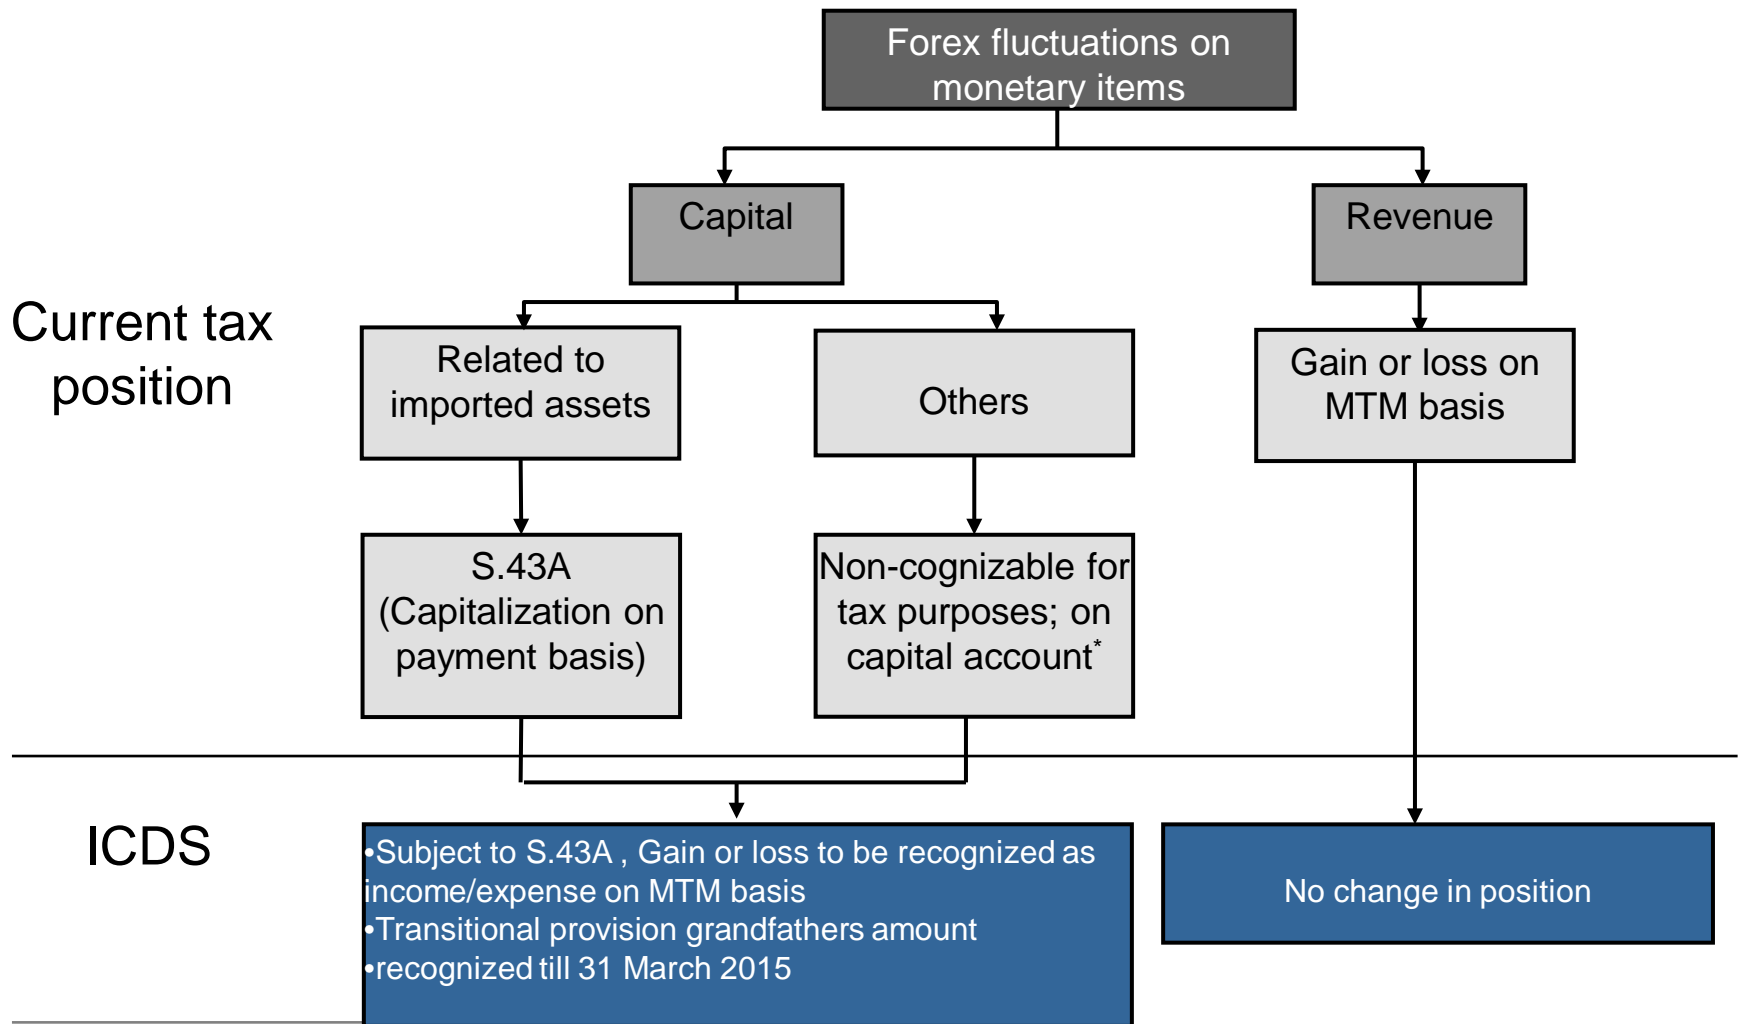 Forex fluctuations on
monetary items
Capital
Revenue
Current tax
position
Related to
imported assets
Others
Gain or loss on
MTM basis
S.43A
(Capitalization on
payment basis)
Non-cognizable for
tax purposes; on
capital account*
ICDS
•Subject to S.43A , Gain or loss to be recognized as
income/expense on MTM basis
•Transitional provision grandfathers amount
•recognized till 31 March 2015
No change in position